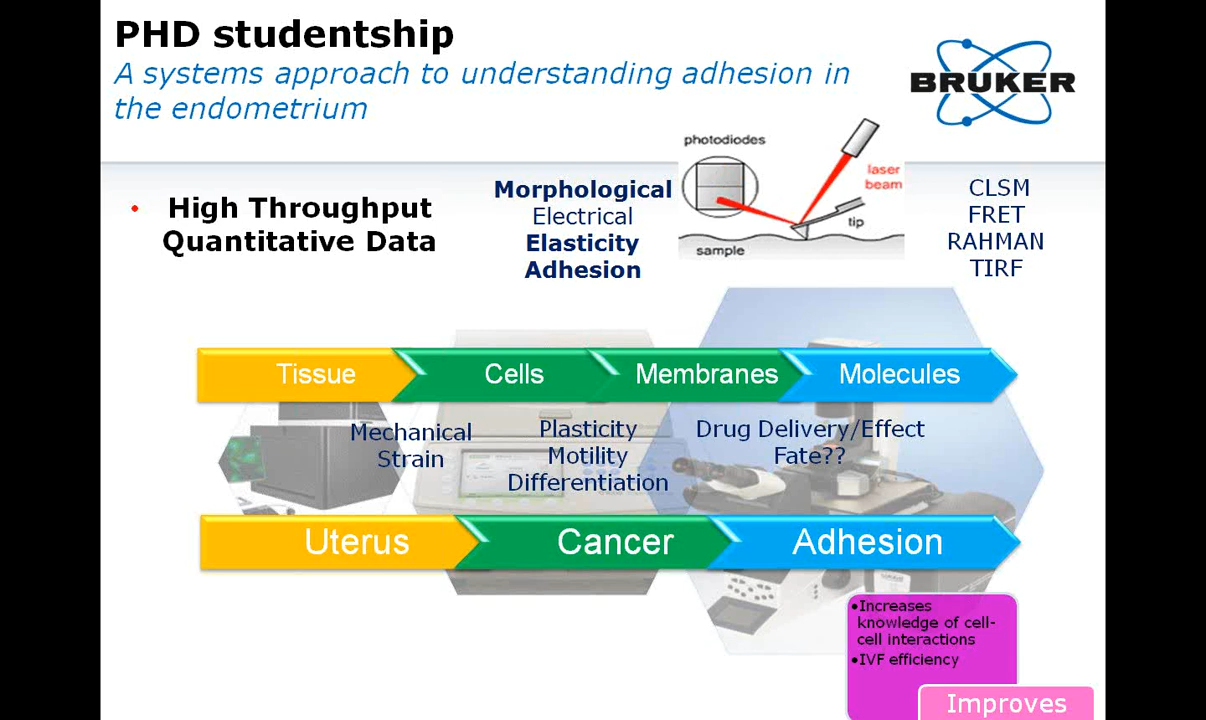 PHD studentship
A systems approach to understanding adhesion in
the endometrium
BRUKER
• High Throughput
Quantitative Data
Morphological
Electrical
Elasticity
Adhesion
photodiodes
laser
beam
tip
sample
CLSM
FRET
RAHMAN
TIRF
Tissue
Cells
Membranes
Molecules
Mechanical
Strain
Plasticity
Motility
Differentiation
Drug Delivery/Effect
Fate??
Uterus
Cancer
Adhesion
•Increases
knowledge of cell-
cell interactions
•IVF efficiency
Improves